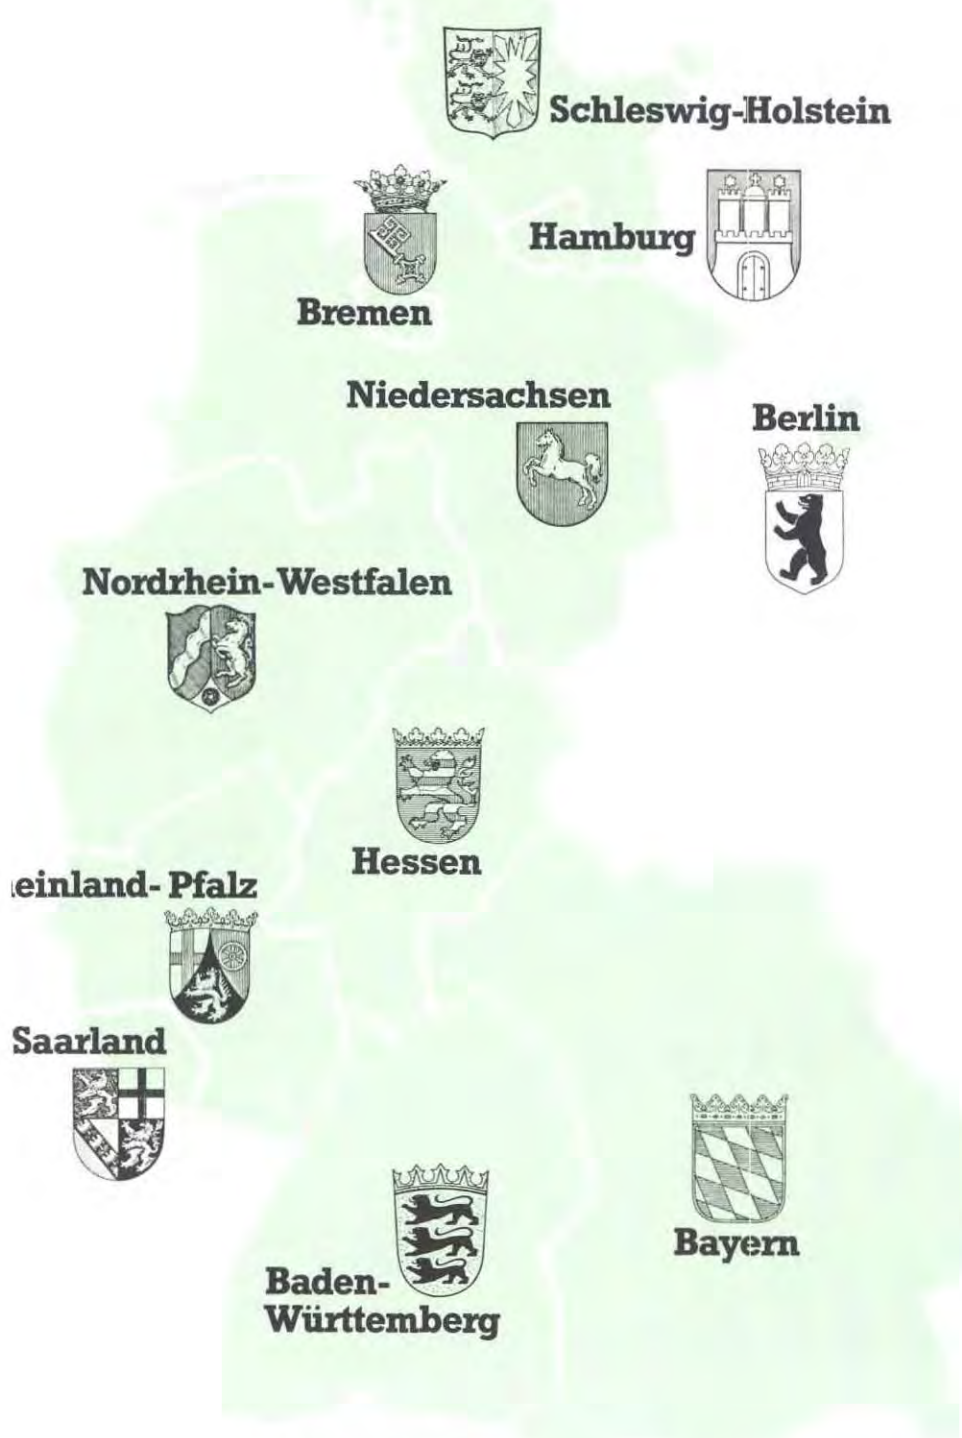 Schleswig-Holstein
Hamburg
Bremen
Niedersachsen
Berlin
Nordrhein-Westfalen
Hessen
einland-Pfalz
Saarland
Bayern
Baden-
Württemberg